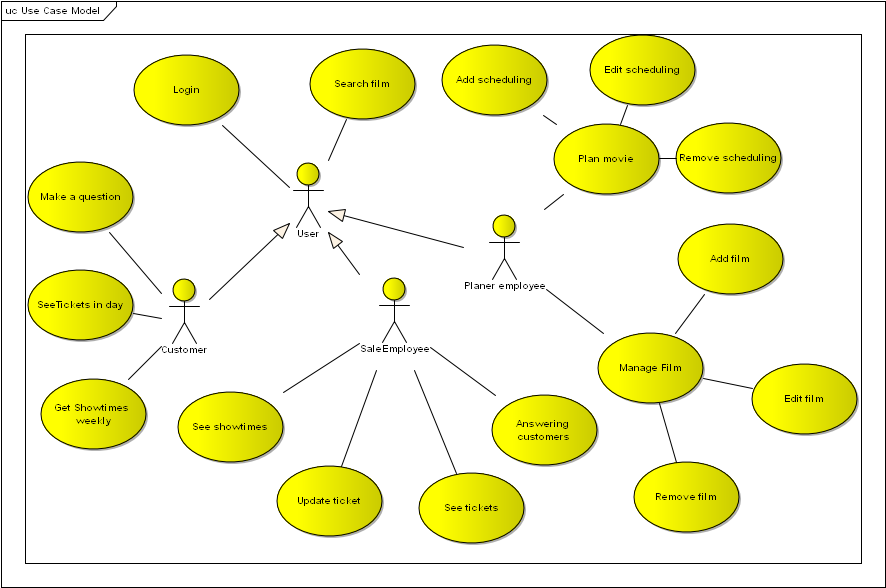 uc Use Case Model
Login
Search film
Add scheduling
Edit scheduling
Plan movie
Remove scheduling
Make a question
User
Planer employee
Add film
SeeTickets in day
Customer
SaleEmployee
Manage Film
Get Showtimes
weekly
See showtimes
Answering
customers
Edit film
Update ticket
See tickets
Remove film